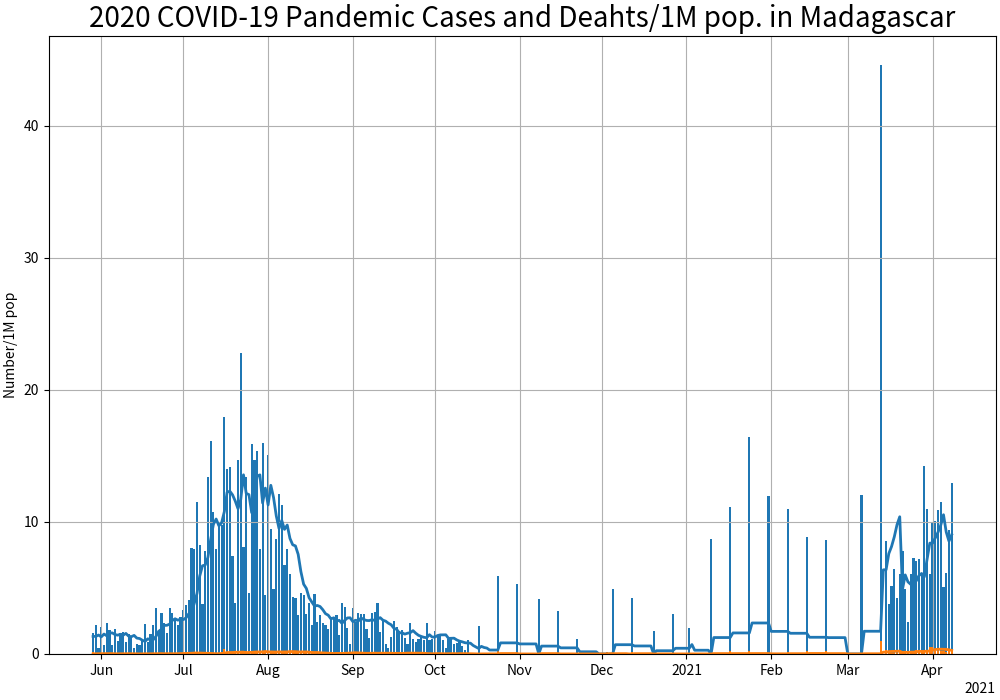 2020 COVID-19 Pandemic Cases and Deahts/1M pop. in Madagascar
Number/1M pop
40
30
20
10
0
Jun Jul Aug Sep Oct Nov Dec 2021 Feb Mar Apr
2021